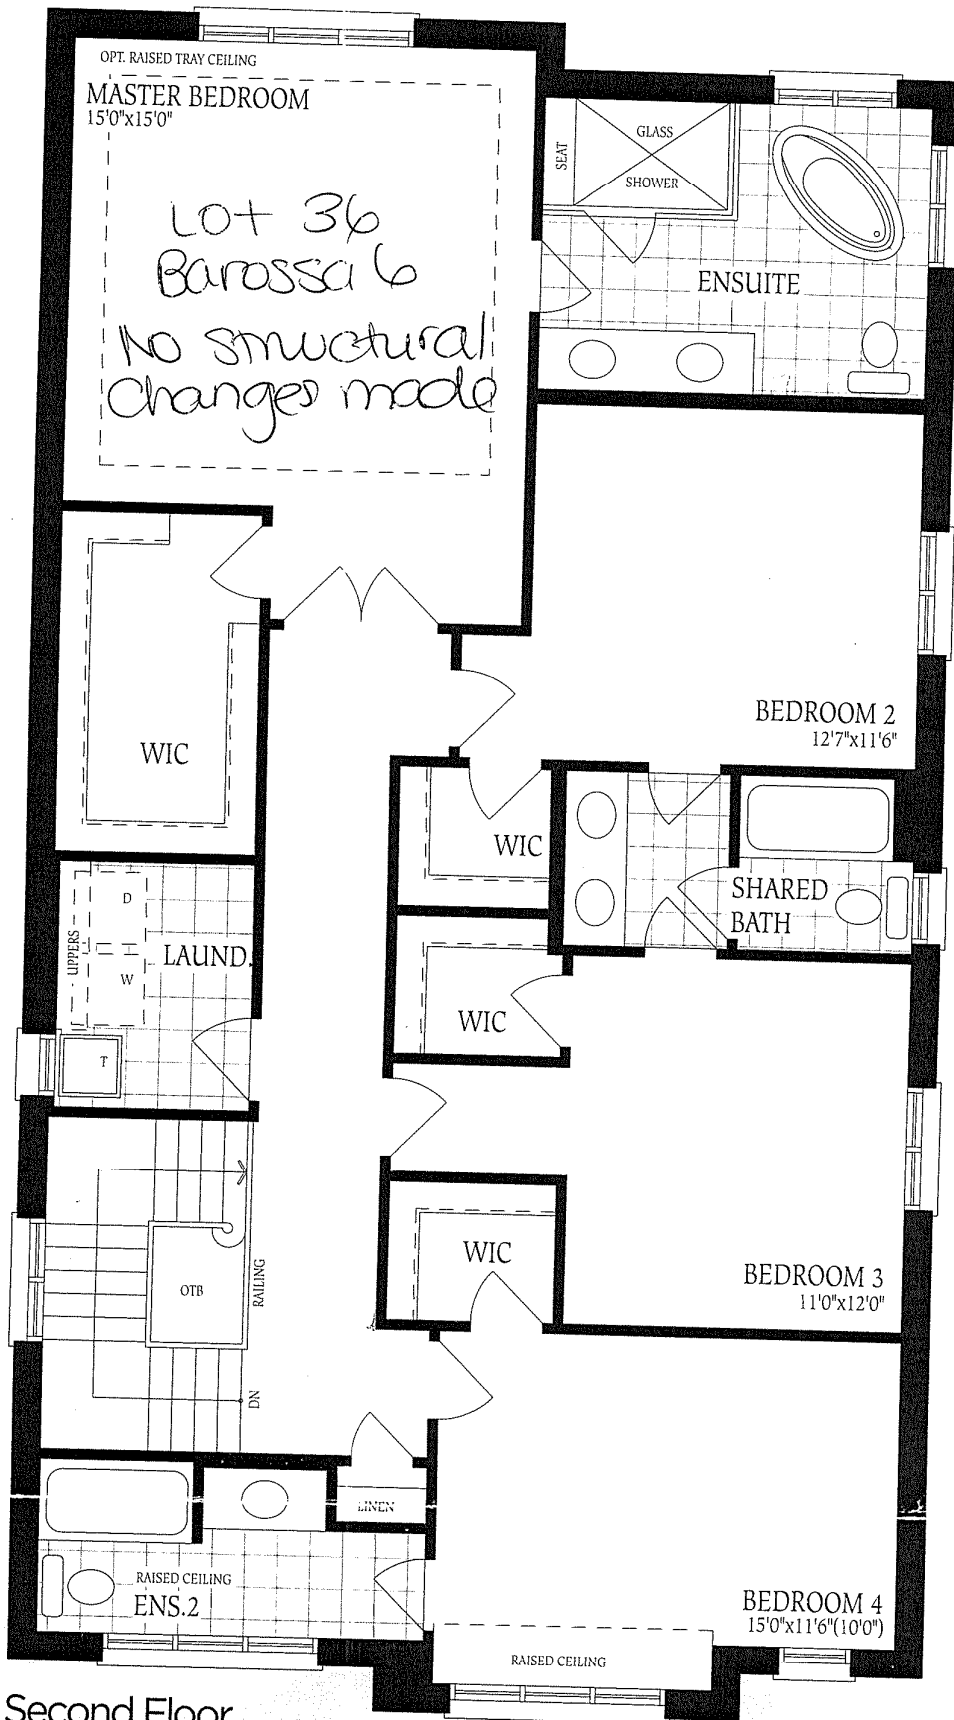 OPT. RAISED TRAY CEILING
MASTER BEDROOM
15'0"x15'0"
Lot 36
Barossa 6
No structural
changes made
SEAT
GLASS
SHOWER
ENSUITE
BEDROOM 2
12'7"x11'6"
WIC
WIC
SHARED
BATH
UPPERS
D
W
LAUND.
T
WIC
WIC
OTB
RAILING
DN
BEDROOM 3
11'0"x12'0"
LINEN
RAISED CEILING
ENS.2
BEDROOM 4
15'0"x11'6"(10'0")
RAISED CEILING
Second Floor